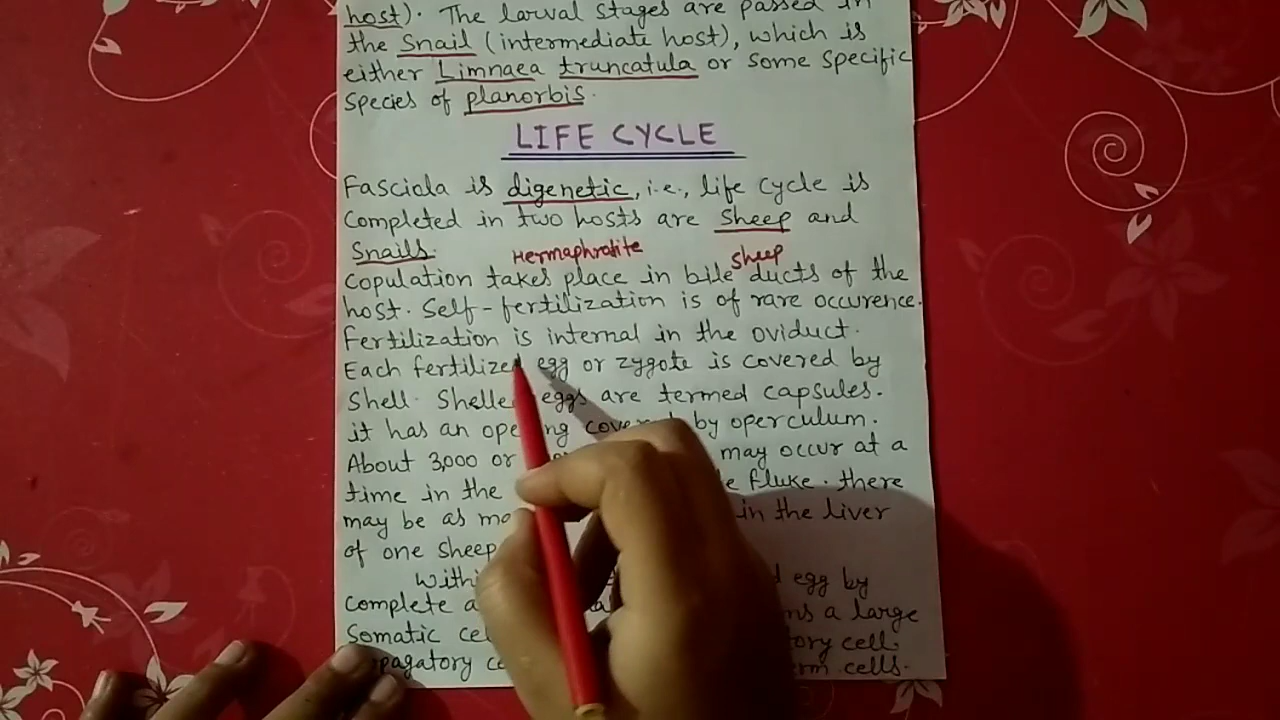 host). The larval stages are passed in
the Snail (intermediate host), which is
either Limnaea truncatula or some specific
species of planorbis.
LIFE CYCLE
Fasciola is digenetic, i.e., life cycle is
completed in two hosts are sheep and
Snails.
Hermaphratite sheep
copulation takes place in bile ducts of the
host. Self-fertilization is of rare occurence.
Fertilization is internal in the oviduct.
Each fertilized egg or zygote is covered by
Shell. Shelle eggs are termed capsules.
it has an opening covered by operculum.
About 3,000 or may occur at a
time in the fluke. there
may be as in the liver
of one sheep
egg by
complete a large
Somatic cell
cells.